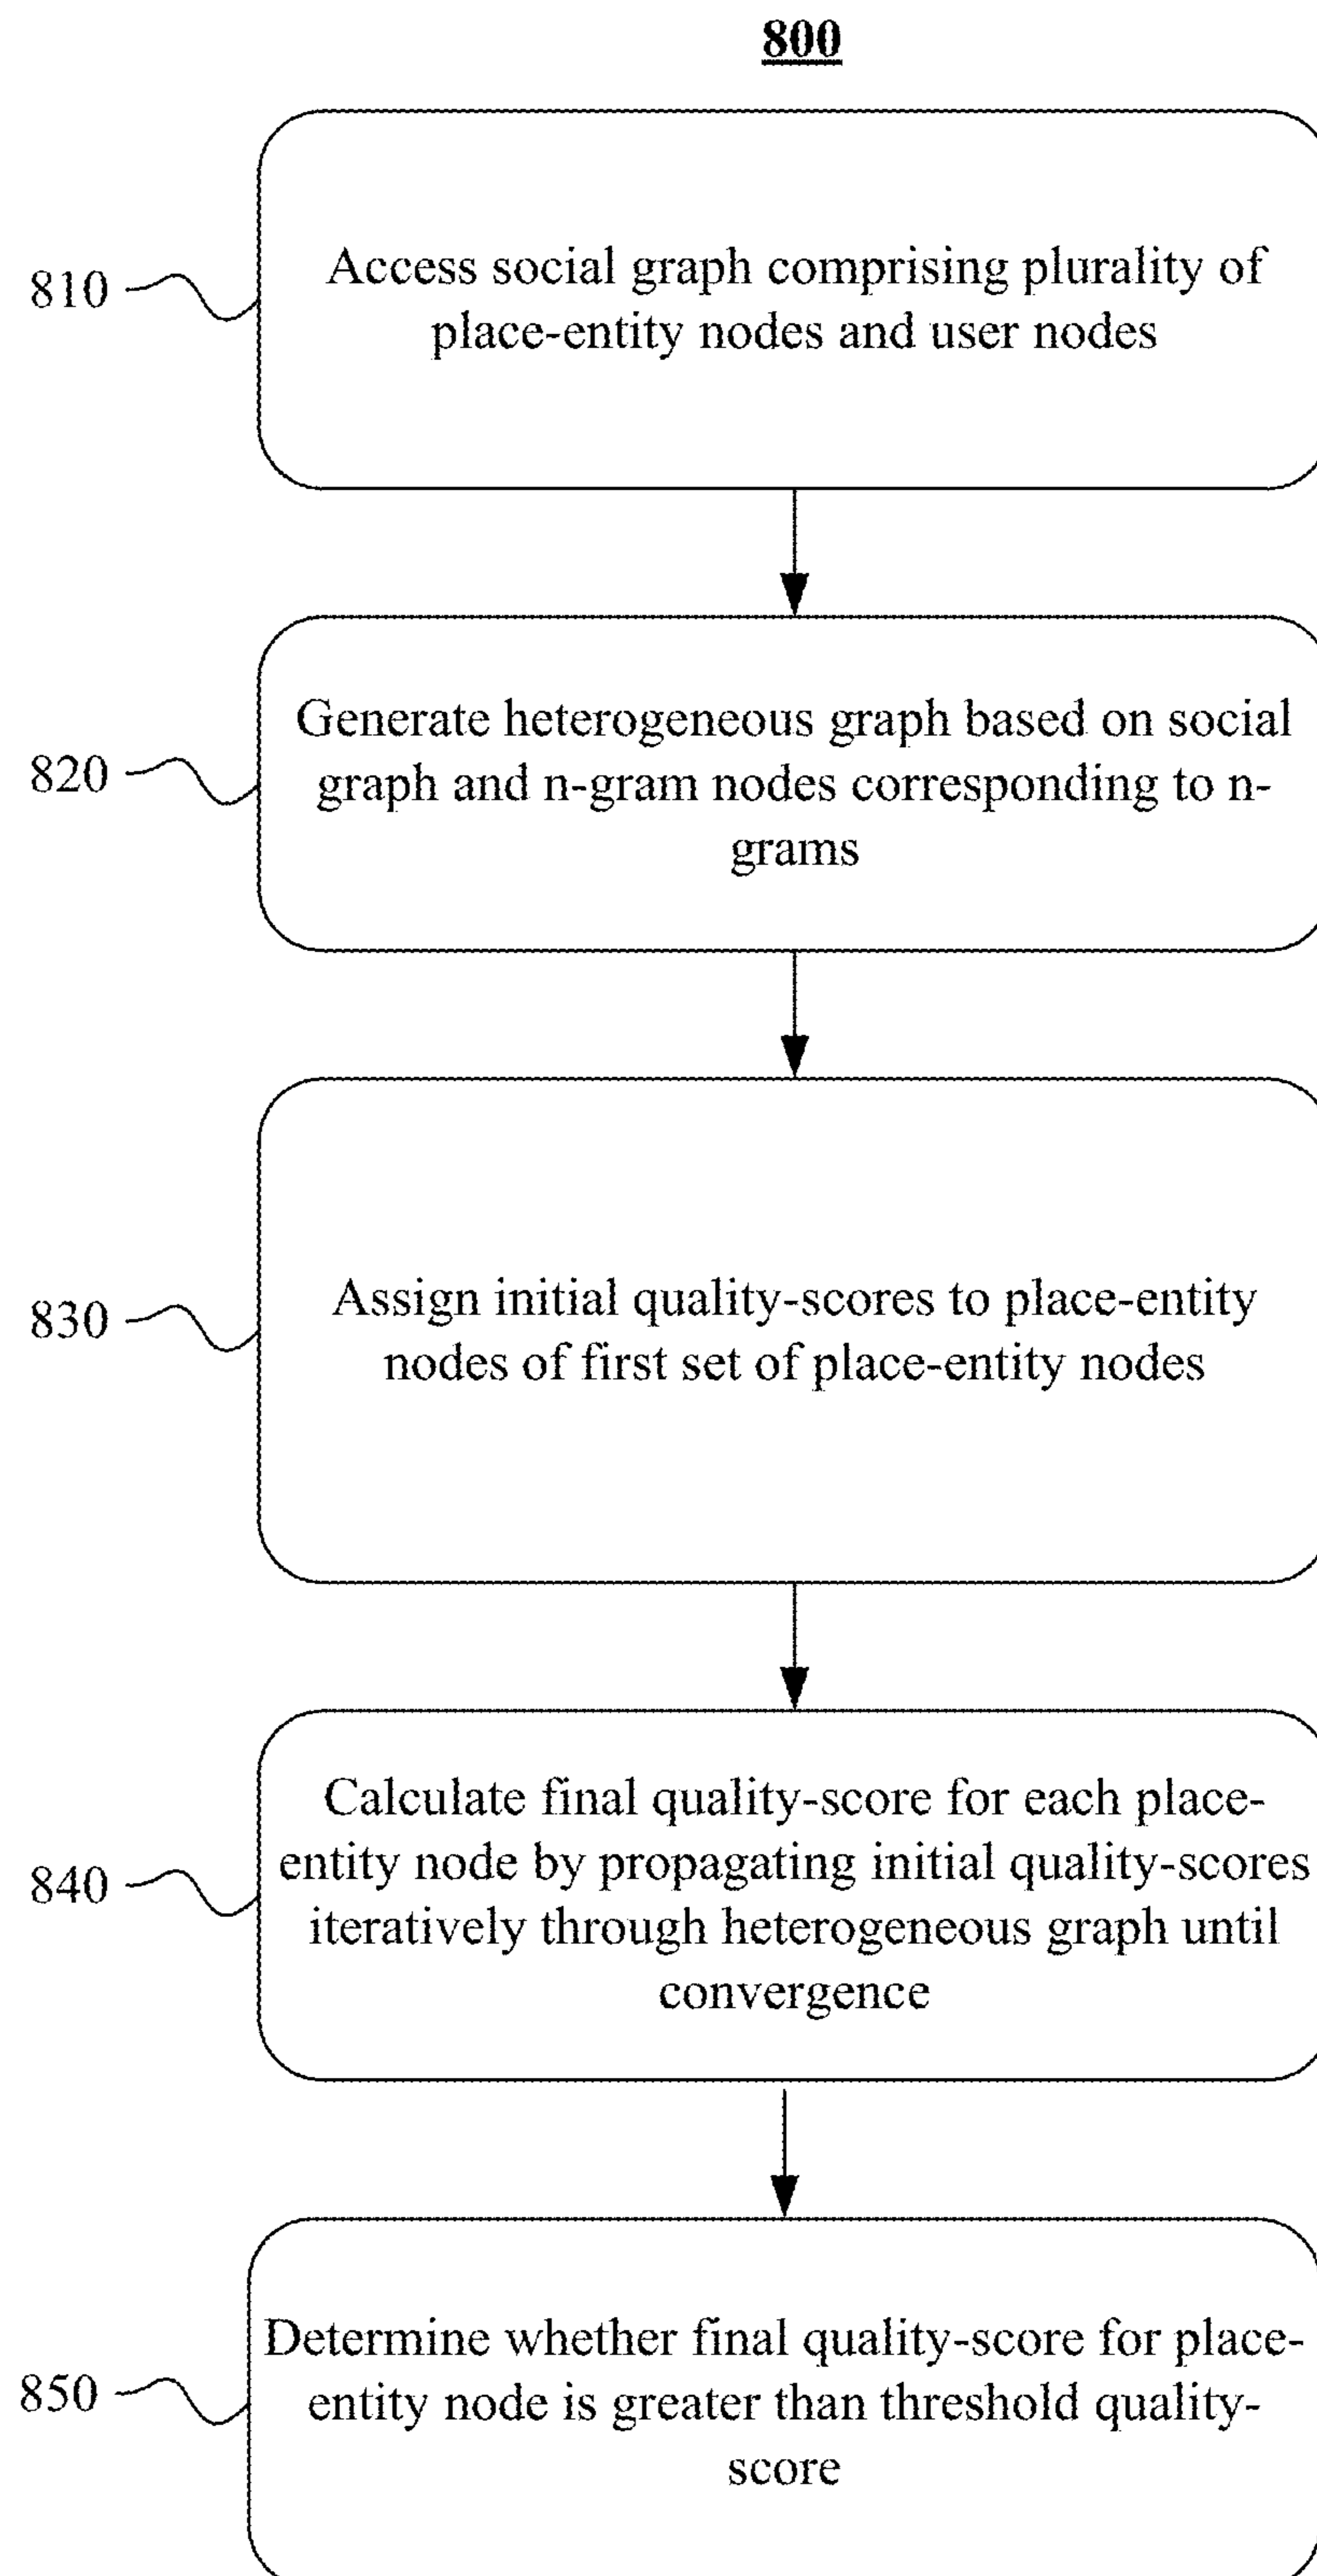 800
810
Access social graph comprising plurality of
place-entity nodes and user nodes
820
Generate heterogeneous graph based on social
graph and n-gram nodes corresponding to n-
grams
830
Assign initial quality-scores to place-entity
nodes of first set of place-entity nodes
840
Calculate final quality-score for each place-
entity node by propagating initial quality-scores
iteratively through heterogeneous graph until
convergence
850
Determine whether final quality-score for place-
entity node is greater than threshold quality-
score